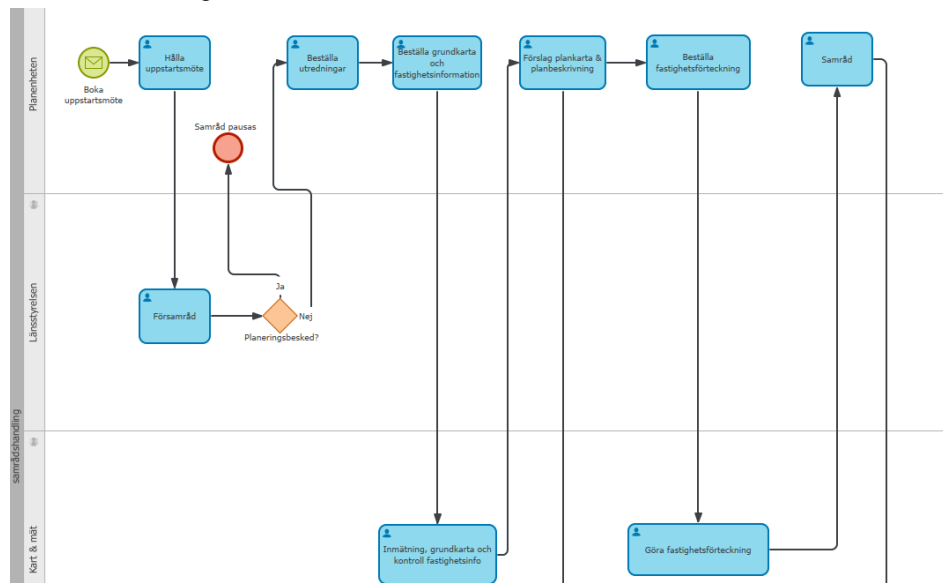 Planenheten
Boka
uppstartsmöte
Hålla
uppstartsmöte
Beställa
utredningar
Beställa grundkarta
och
fastighetsinformation
Förslag plankarta &
planbeskrivning
Beställa
fastighetsförteckning
Samråd
Samråd pausas
Länsstyrelsen
Församråd
Ja
Nej
Planeringsbesked?
samrådshandling
Kart & mät
Inmätning, grundkarta och
kontroll fastighetsinfo
Göra fastighetsförteckning